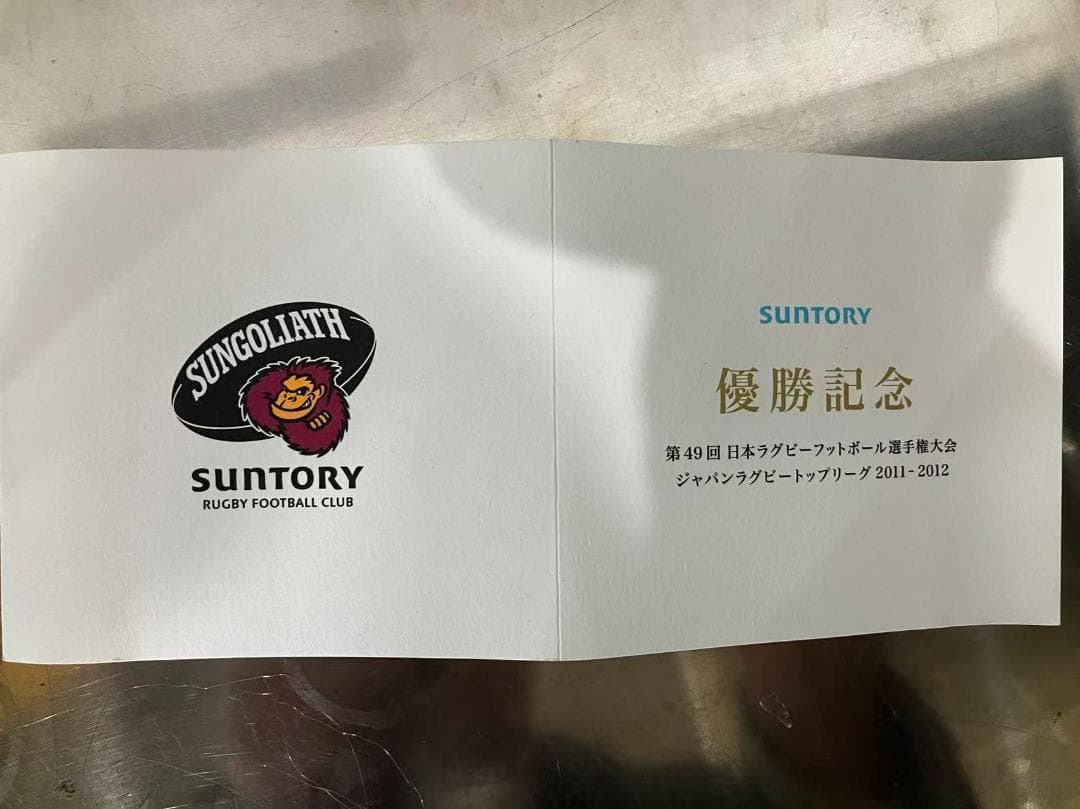 SUNGOLIATH
SUNTORY
RUGBY FOOTBALL CLUB
SUNTORY
優勝記念
第49回 日本ラグビーフットボール選手権大会
ジャパンラグビートップリーグ 2011-2012